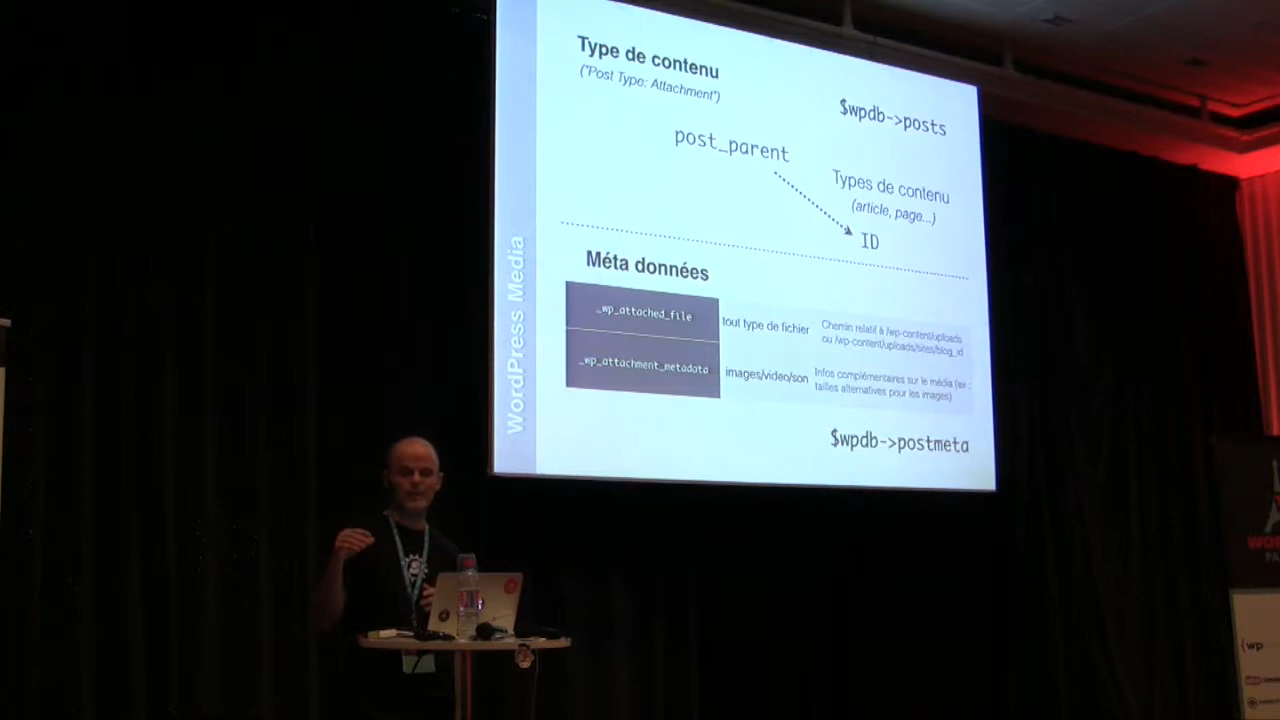 Type de contenu
("Post Type: Attachment")
$wpdb->posts
post_parent
Types de contenu
(article, page...)
ID
WordPress Media
Méta données
_wp_attached_file
tout type de fichier
Chemin relatif à /wp-content/uploads
ou /wp-content/uploads/sites/blog_id
_wp_attachment_metadata
images/video/son
Infos complémentaires sur le média (ex :
tailles alternatives pour les images)
$wpdb->postmeta
(wp